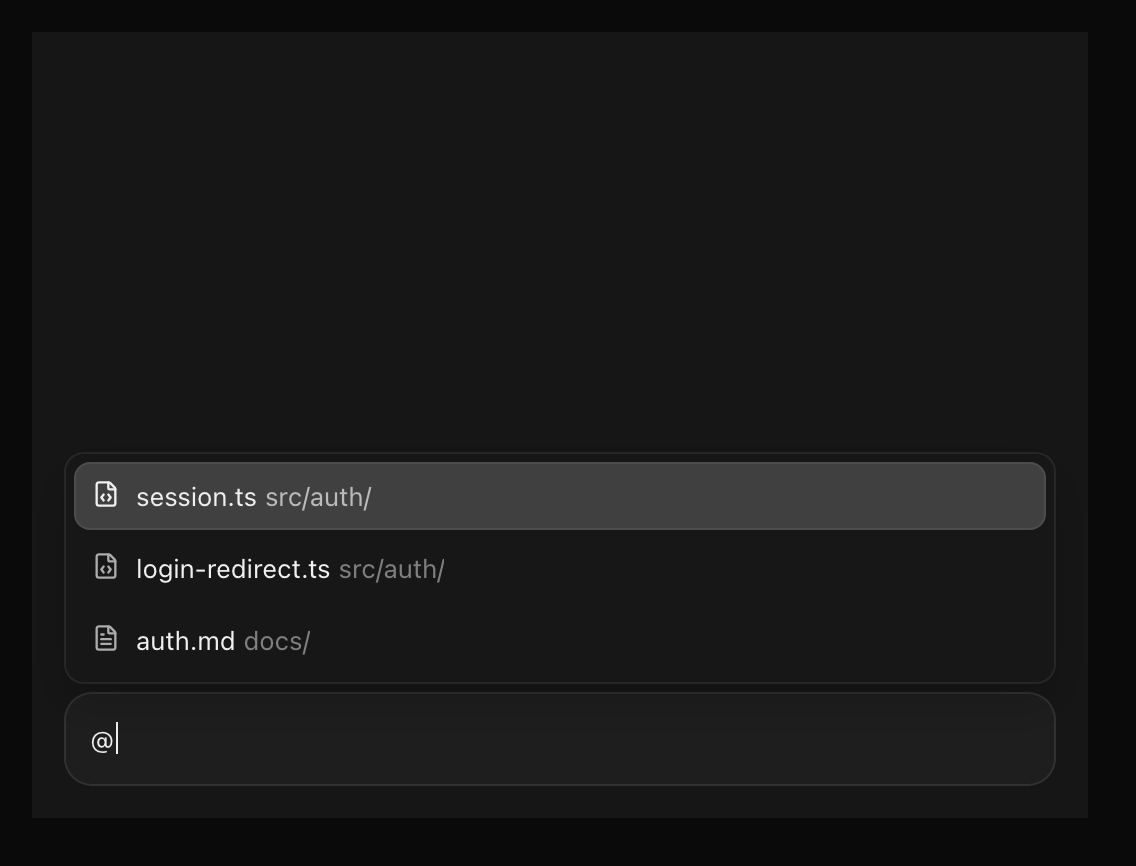 session.ts src/auth/
login-redirect.ts src/auth/
auth.md docs/
@